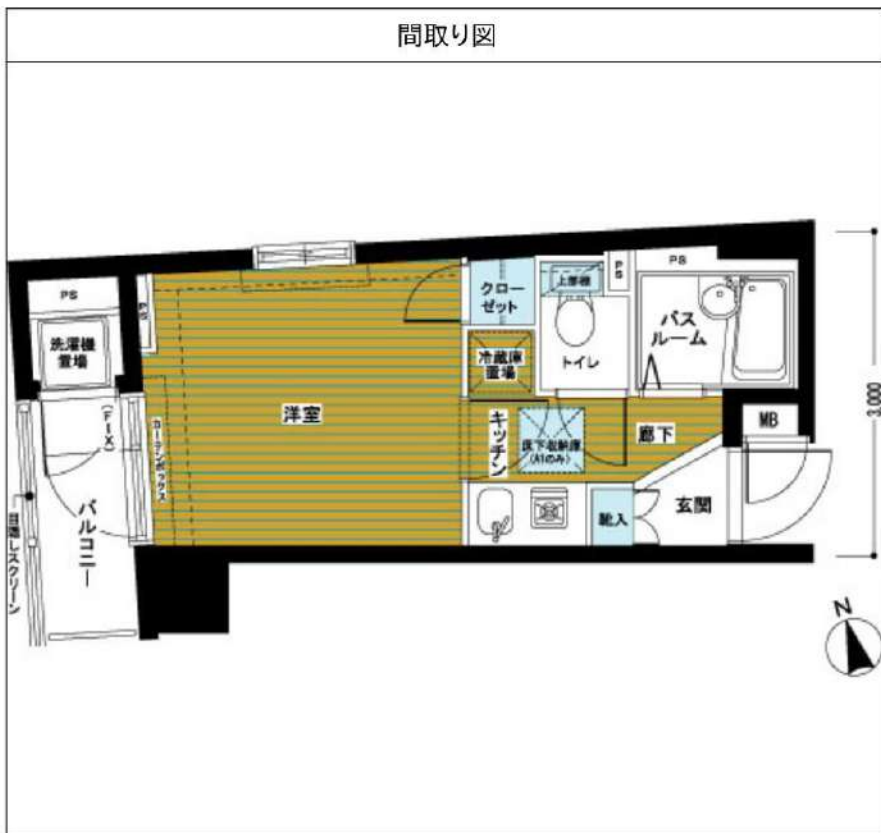 間取り図
PS
洗濯機
置場
PS
(FIX)
カーテンボックス
バルコニー
目隠しスクリーン
洋室
クロー
ゼット
冷蔵庫
置場
上部棚
トイレ
PS
PS
バス
ルーム
キッチン
床下収納庫
(A1のみ)
廊下
MB
靴入
玄関
3,000
N